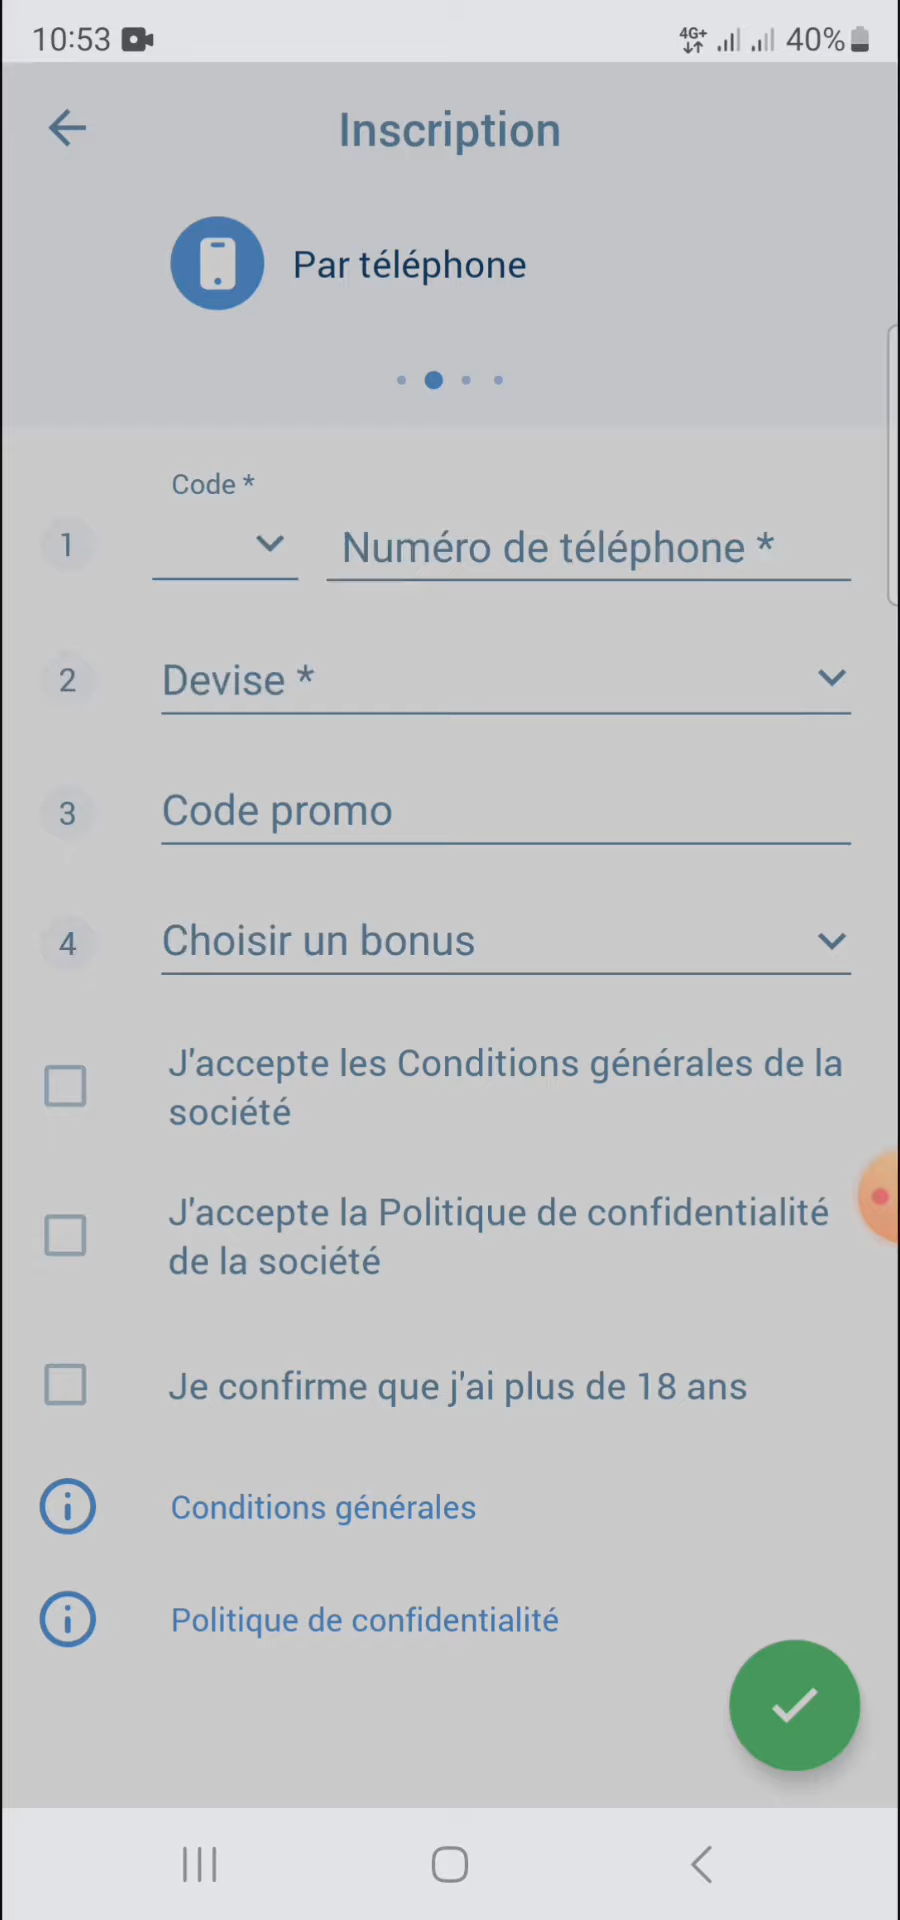 10:53
4G+
40%
Inscription
Par téléphone
Code *
1
Numéro de téléphone *
2
Devise *
3
Code promo
4
Choisir un bonus
J'accepte les Conditions générales de la
société
J'accepte la Politique de confidentialité
de la société
Je confirme que j'ai plus de 18 ans
Conditions générales
Politique de confidentialité